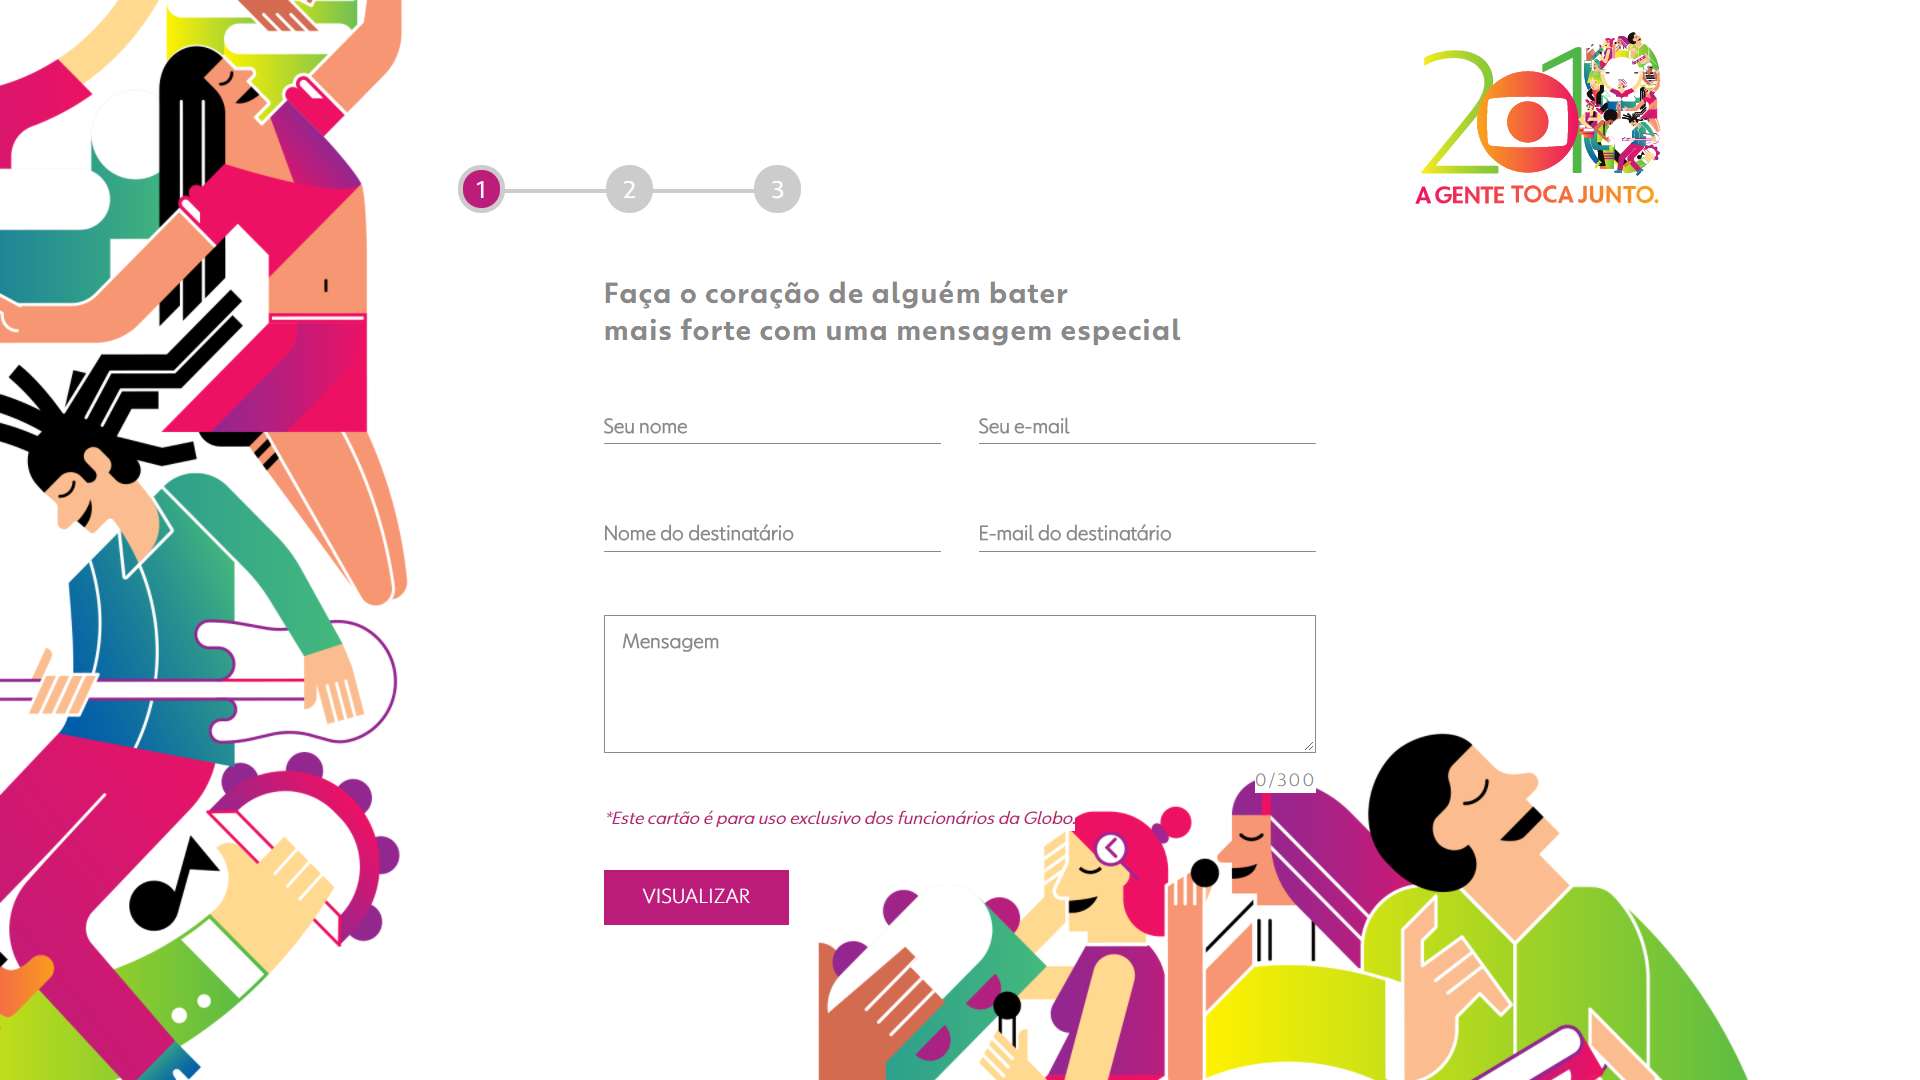 2019
A GENTE TOCA JUNTO.
1 2 3
Faça o coração de alguém bater
mais forte com uma mensagem especial
Seu nome Seu e-mail
Nome do destinatário E-mail do destinatário
Mensagem
0/300
*Este cartão é para uso exclusivo dos funcionários da Globo.
VISUALIZAR